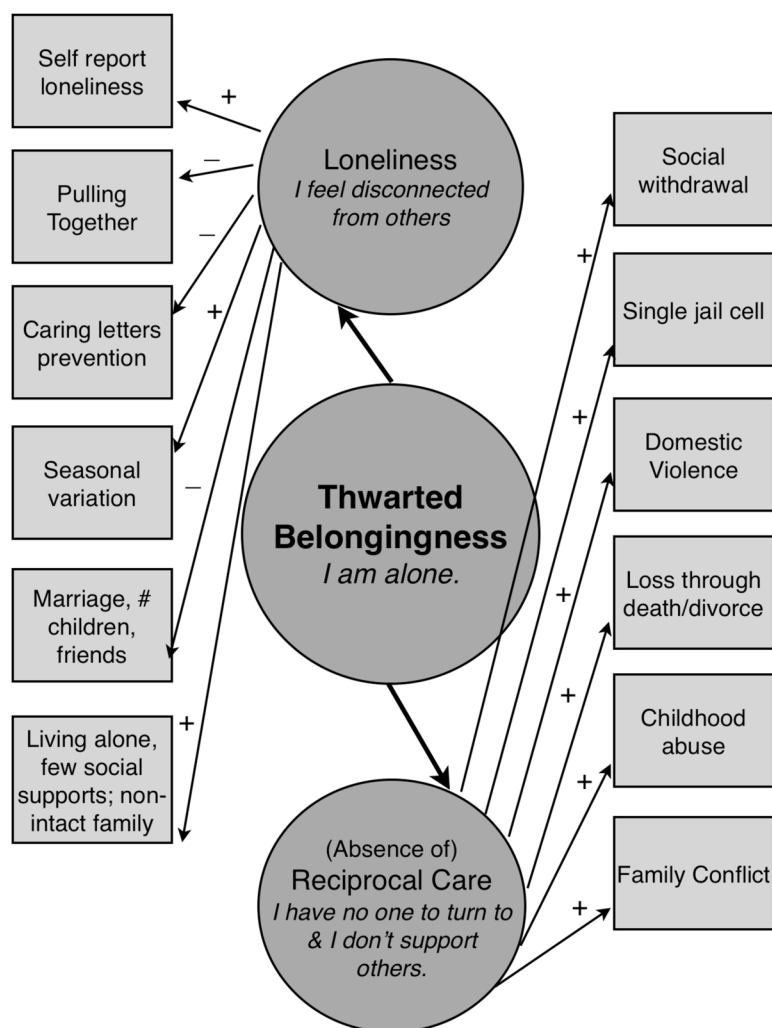 Self report
loneliness
+
Pulling
Together
–
Caring letters
prevention
–
Seasonal
variation
+
Marriage, #
children,
friends
–
Living alone,
few social
supports; non-
intact family
+
Loneliness
I feel disconnected
from others
Thwarted
Belongingness
I am alone.
(Absence of)
Reciprocal Care
I have no one to turn to
& I don't support
others.
Social
withdrawal
+
Single jail cell
+
Domestic
Violence
+
Loss through
death/divorce
+
Childhood
abuse
+
Family Conflict
+